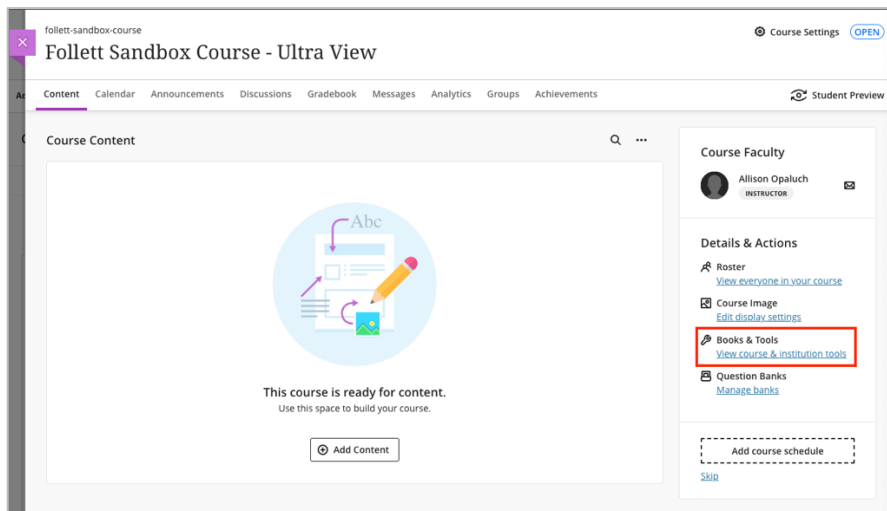 follett-sandbox-course
Follett Sandbox Course - Ultra View
Course Settings
OPEN
Content
Calendar
Announcements
Discussions
Gradebook
Messages
Analytics
Groups
Achievements
Student Preview
Course Content
Abc
This course is ready for content.
Use this space to build your course.
Add Content
Course Faculty
Allison Opaluch
INSTRUCTOR
Details & Actions
Roster
View everyone in your course
Course Image
Edit display settings
Books & Tools
View course & institution tools
Question Banks
Manage banks
Add course schedule
Skip